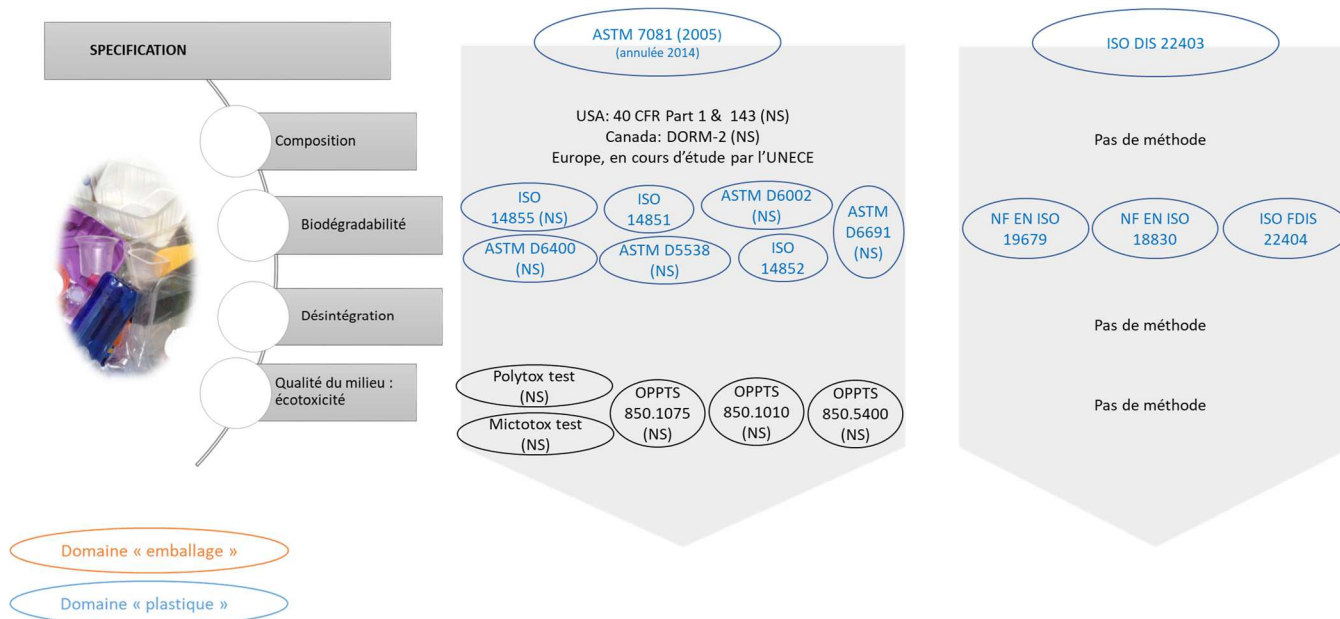 SPECIFICATION
Composition
Biodégradabilité
Désintégration
Qualité du milieu :
écotoxicité
ASTM 7081 (2005)
(annulée 2014)
USA: 40 CFR Part 1 & 143 (NS)
Canada: DORM-2 (NS)
Europe, en cours d’étude par l’UNECE
ISO
14855 (NS)
ISO
14851
ASTM D6002
(NS)
ASTM
D6691
(NS)
ASTM D6400
(NS)
ASTM D5538
(NS)
ISO
14852
Polytox test
(NS)
Mictotox test
(NS)
OPPTS
850.1075
(NS)
OPPTS
850.1010
(NS)
OPPTS
850.5400
(NS)
ISO DIS 22403
Pas de méthode
NF EN ISO
19679
NF EN ISO
18830
ISO FDIS
22404
Pas de méthode
Pas de méthode
Domaine « emballage »
Domaine « plastique »